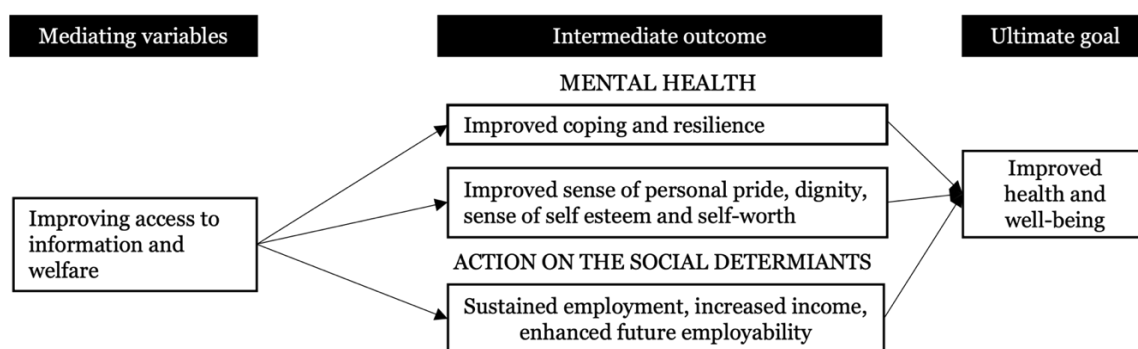 Mediating variables
Intermediate outcome
Ultimate goal
MENTAL HEALTH
Improved coping and resilience
Improving access to
information and
welfare
Improved sense of personal pride, dignity,
sense of self esteem and self-worth
Improved
health and
well-being
ACTION ON THE SOCIAL DETERMIANTS
Sustained employment, increased income,
enhanced future employability